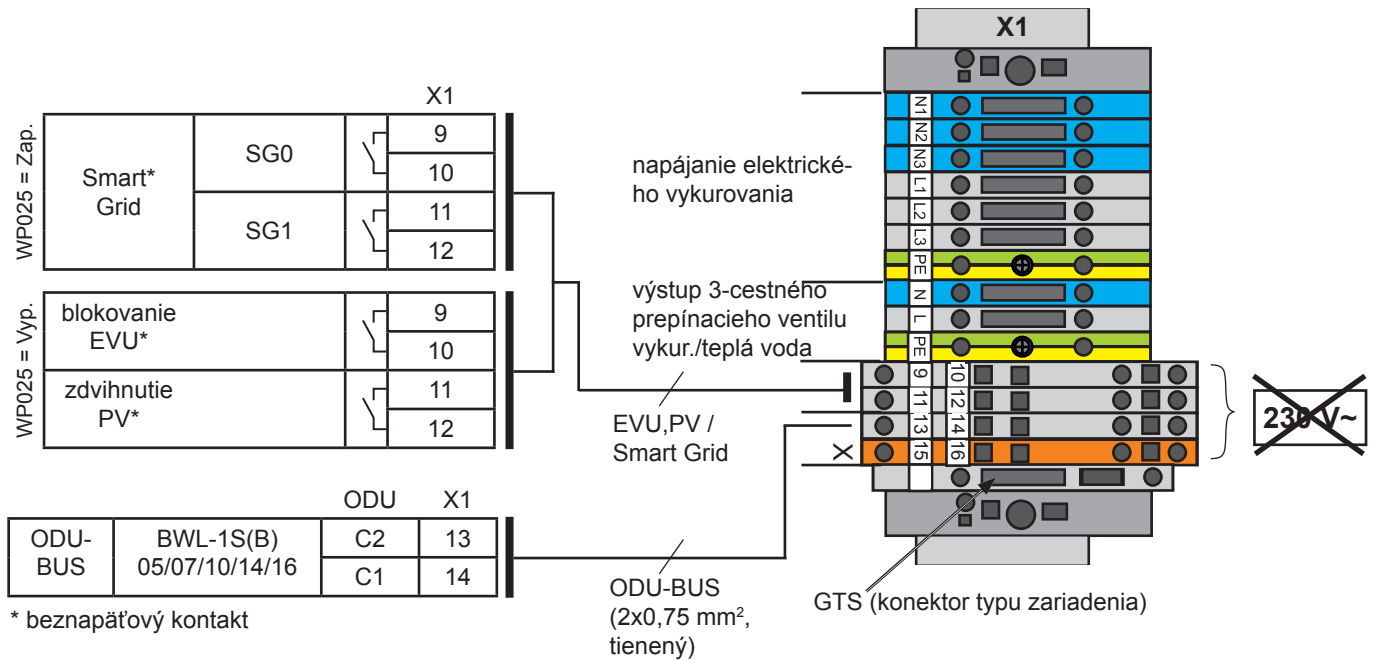 X1
WP025 = Zap.
Smart*
Grid
SG0
SG1
X1
9
10
11
12
WP025 = Vyp.
blokovanie
EVU*
zdvihnutie
PV*
9
10
11
12
ODU X1
ODU-
BUS
BWL-1S(B)
05/07/10/14/16
C2 13
C1 14
* beznapäťový kontakt
napájanie elektrické-
ho vykurovania
výstup 3-cestného
prepínacieho ventilu
vykur./teplá voda
EVU,PV /
Smart Grid
ODU-BUS
(2x0,75 mm²,
tienený)
N1
N2
N3
L1
L2
L3
PE
N
L
PE
9 10
11 12
13 14
X 15 16
230 V~
GTS (konektor typu zariadenia)